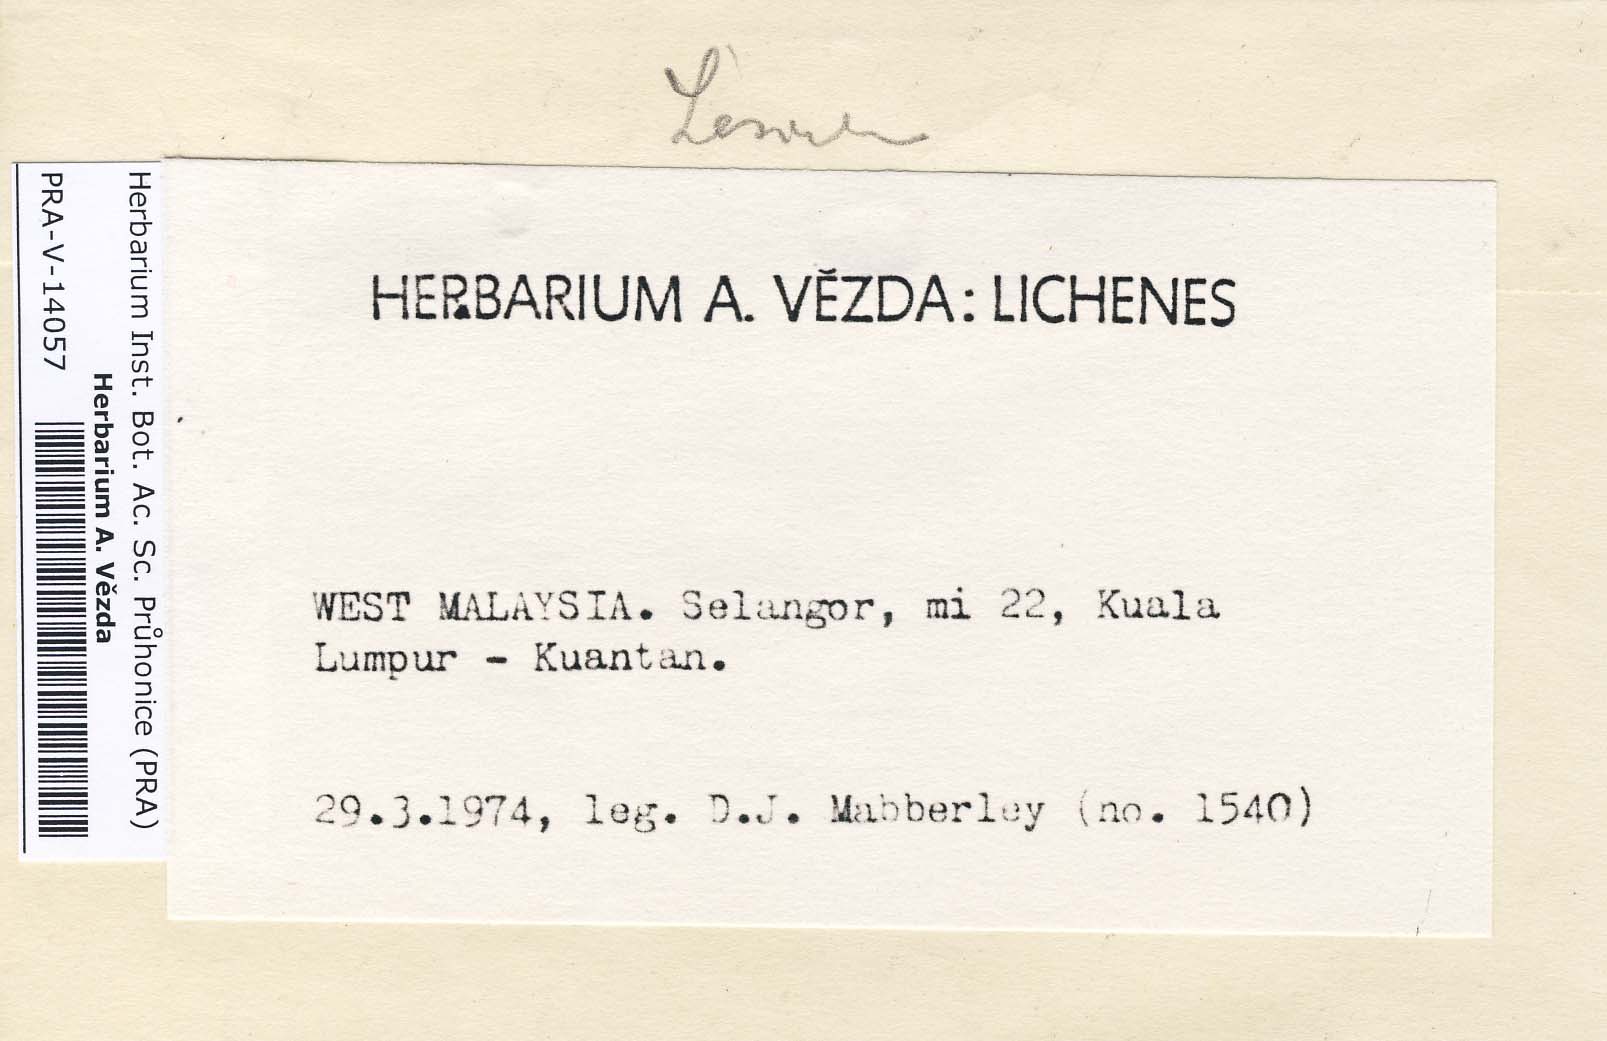 HERBARIUM A. VĚZDA: LICHENES
WEST MALAYSIA. Selangor, mi 22, Kuala
Lumpur - Kuantan.
29.3.1974, leg. D.J. Mabberley (no. 1540)
Herbarium Inst. Bot. Ac. Sc. Průhonice (PRA)
Herbarium A. Vězda
PRA-V-14057